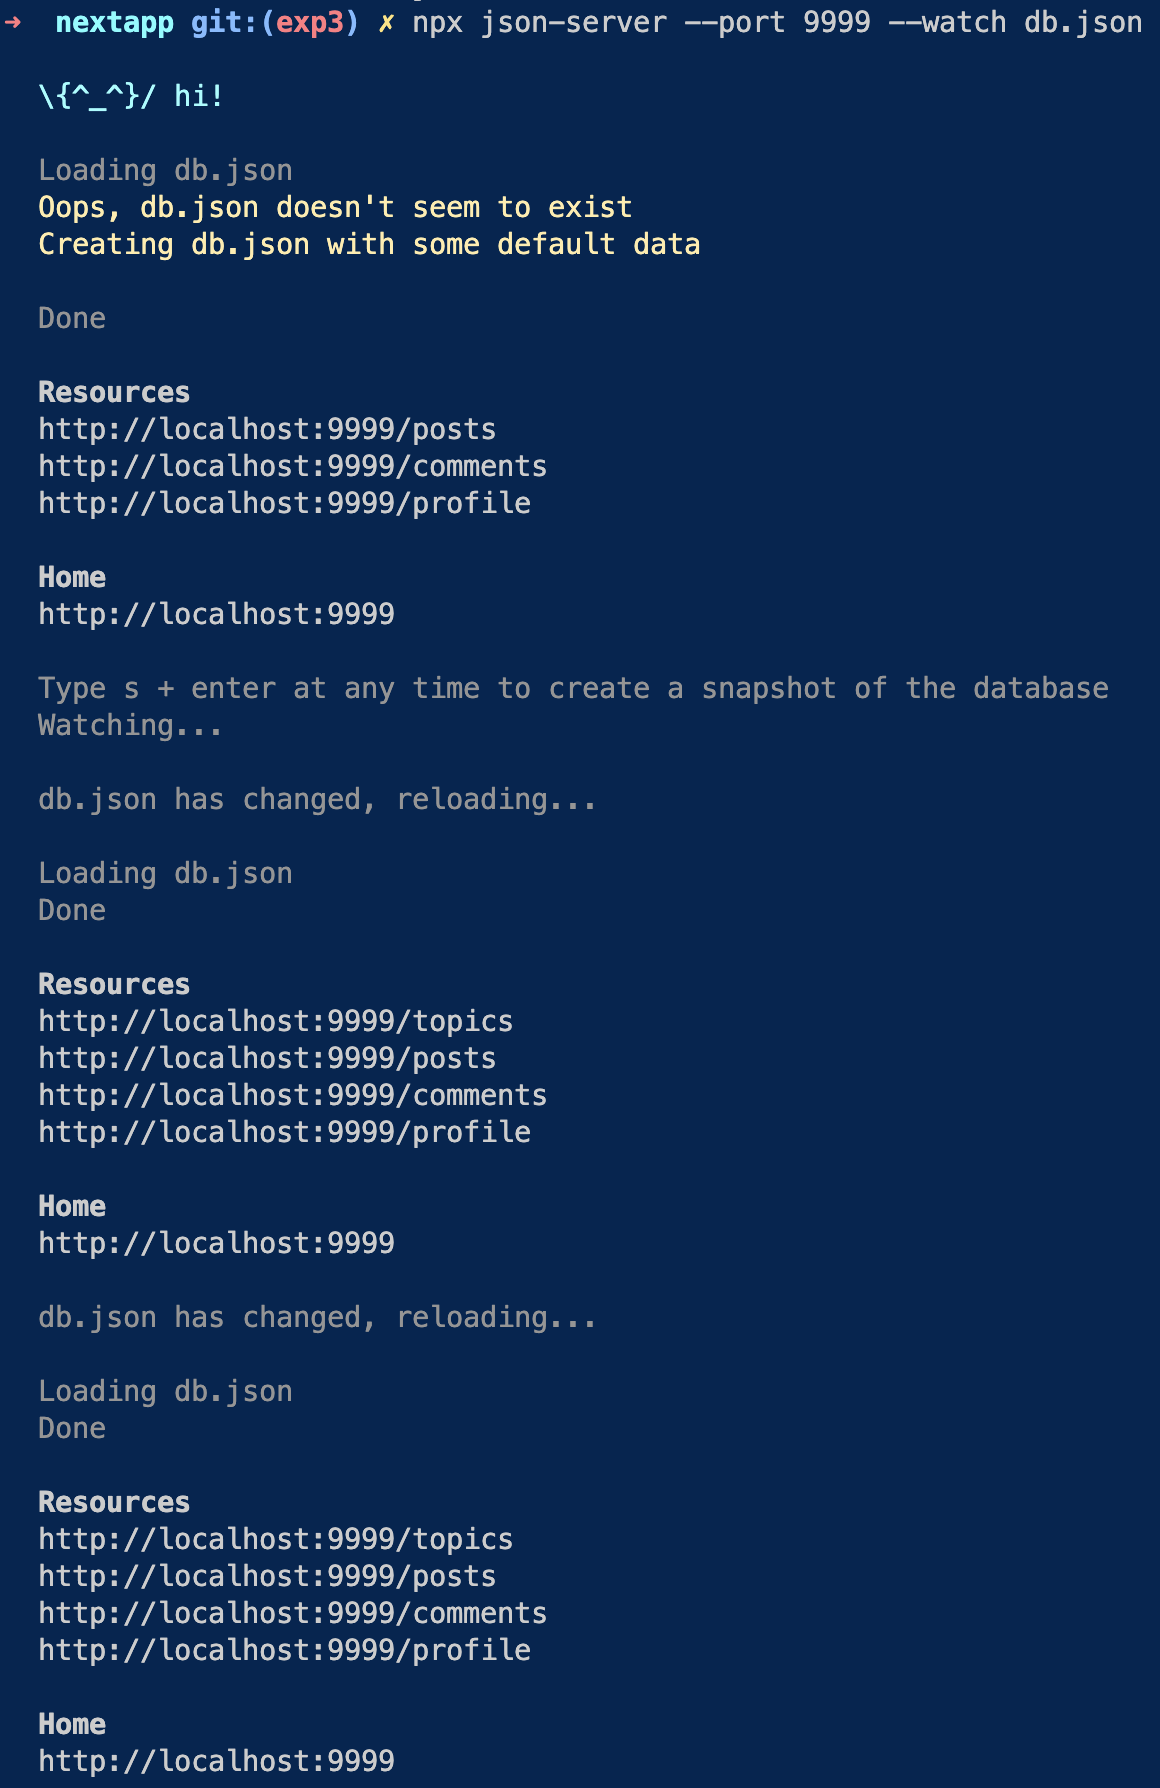 ➜  nextapp git:(exp3) ✗ npx json-server --port 9999 --watch db.json
\{^_^}/ hi!
Loading db.json
Oops, db.json doesn't seem to exist
Creating db.json with some default data
Done
Resources
http://localhost:9999/posts
http://localhost:9999/comments
http://localhost:9999/profile
Home
http://localhost:9999
Type s + enter at any time to create a snapshot of the database
Watching...
db.json has changed, reloading...
Loading db.json
Done
Resources
http://localhost:9999/topics
http://localhost:9999/posts
http://localhost:9999/comments
http://localhost:9999/profile
Home
http://localhost:9999
db.json has changed, reloading...
Loading db.json
Done
Resources
http://localhost:9999/topics
http://localhost:9999/posts
http://localhost:9999/comments
http://localhost:9999/profile
Home
http://localhost:9999